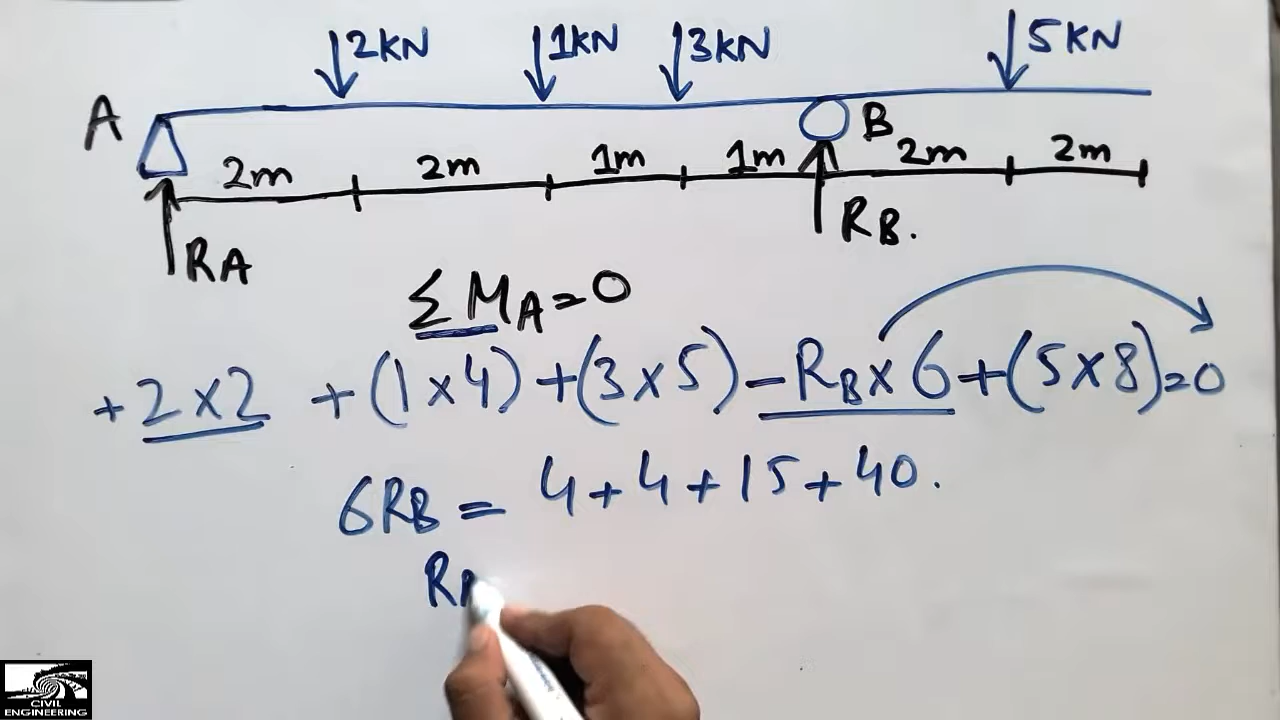 2KN 1KN 3KN 5KN
A B
2m 2m 1m 1m 2m 2m
RA RB.
ΣMA=0
+2×2 +(1×4)+(3×5)-RB×6+(5×8)=0
6RB = 4+4+15+40.
R
CIVIL
ENGINEERING